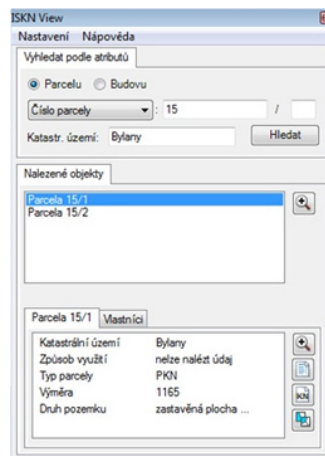 ISKN View
Nastavení Nápověda
Vyhledat podle atributů
Parcelu Budovu
Číslo parcely : 15 /
Katastr. území: Bylany Hledat
Nalezené objekty
Parcela 15/1
Parcela 15/2
Parcela 15/1 Vlastníci
Katastrální území Bylany
Způsob využití nelze nalézt údaj
Typ parcely PKN
Výměra 1165
Druh pozemku zastavěná plocha ...
KN